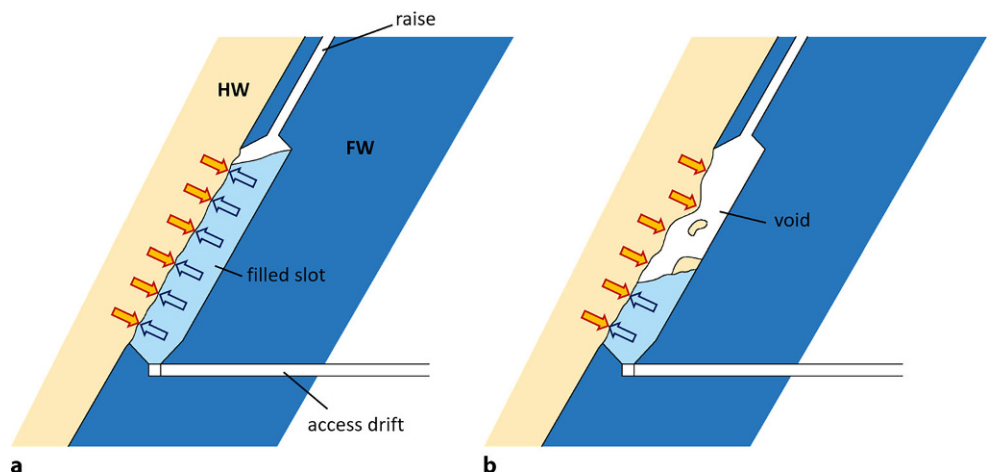 raise
HW
FW
filled slot
access drift
a
void
b